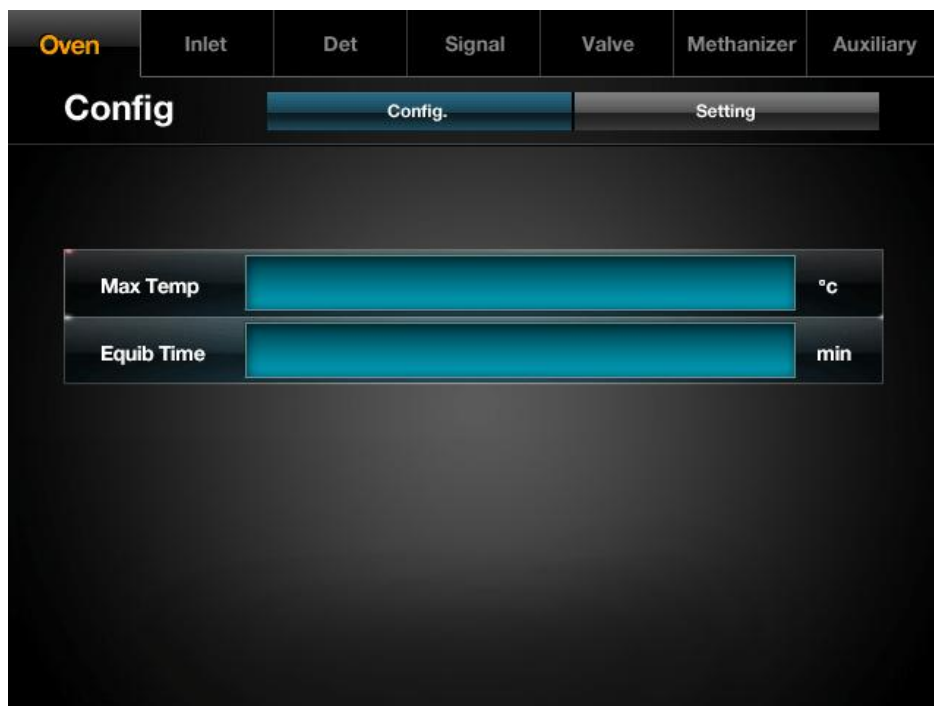 Oven Inlet Det Signal Valve Methanizer Auxiliary
Config Config. Setting
Max Temp °c
Equib Time min